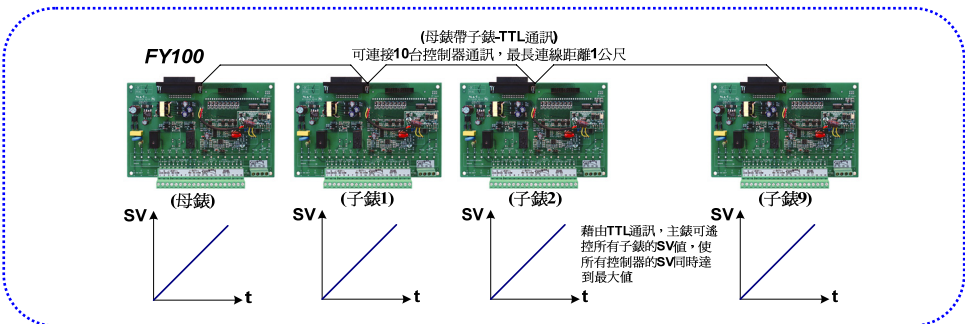 (母錶帶子錶-TTL通訊)
可連接10台控制器通訊，最長連線距離1公尺
FY100
(母錶)
(子錶1)
(子錶2)
(子錶9)
SV
SV
SV
SV
藉由TTL通訊，主錶可遙
控所有子錶的SV值，使
所有控制器的SV同時達
到最大值
t
t
t
t